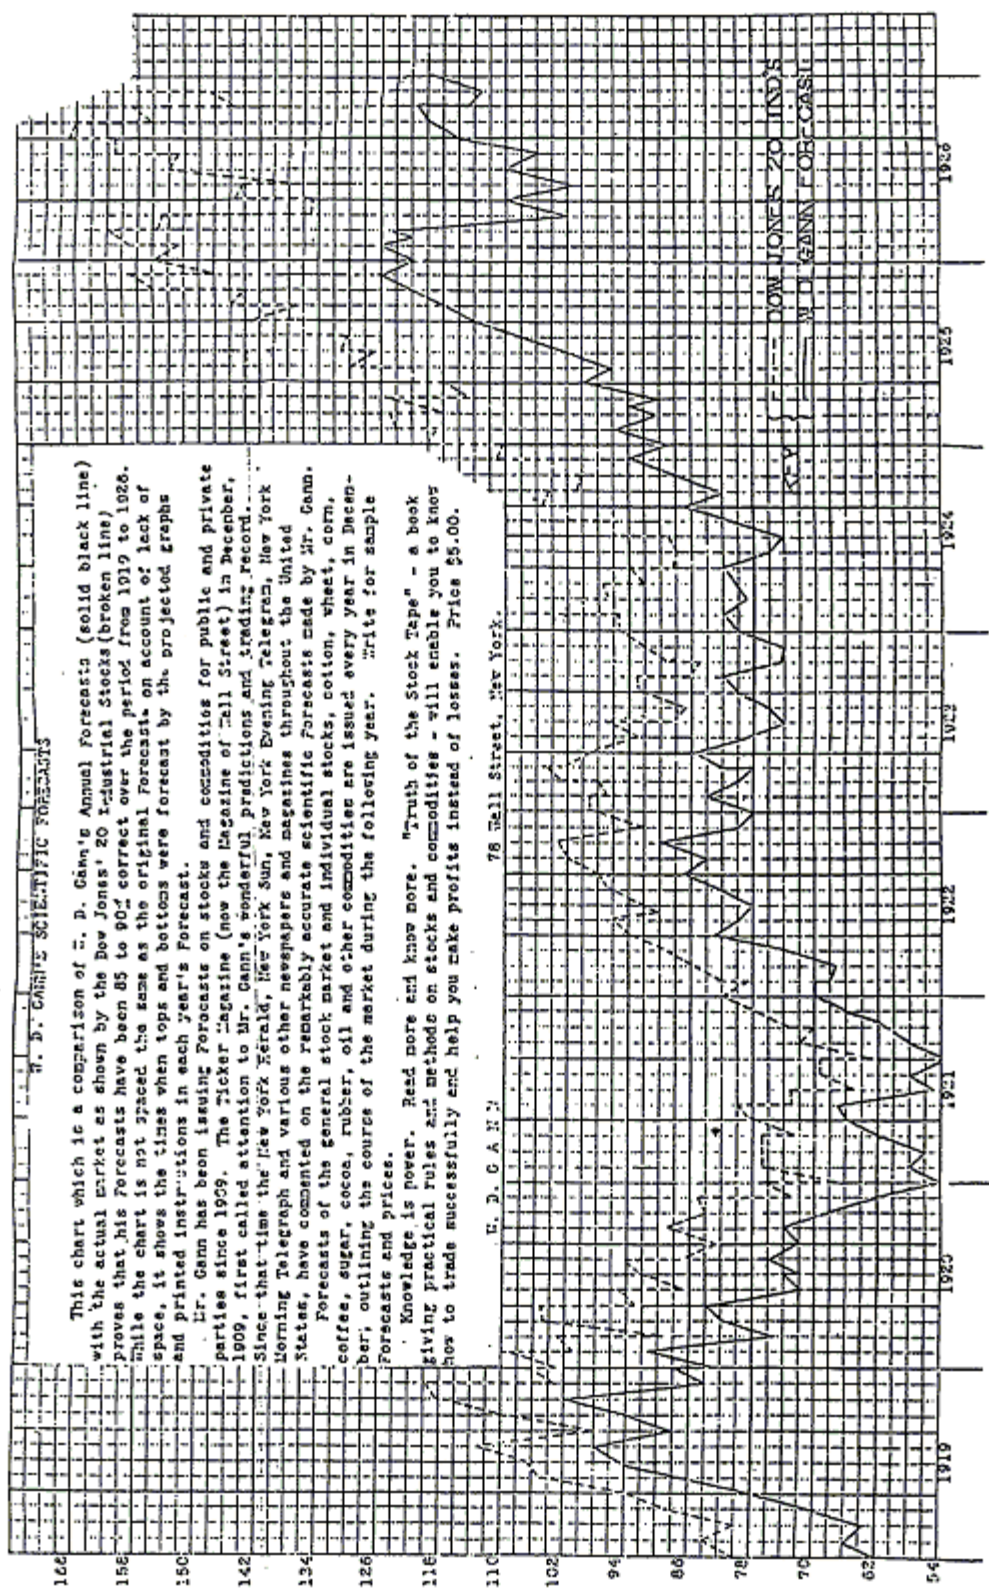 W. D. GANN'S SCIENTIFIC FORECASTS
This chart which is a comparison of W. D. Gann's Annual Forecasts (solid black line)
with the actual market as shown by the Dow Jones' 20 Industrial Stocks (broken line)
proves that his Forecasts have been 85 to 90% correct over the period from 1919 to 1926.
While the chart is not spaced the same as the original Forecasts on account of lack of
space, it shows the times when tops and bottoms were forecast by the projected graphs
and printed instructions in each year's Forecast.
Mr. Gann has been issuing Forecasts on stocks and commodities for public and private
parties since 1909. The Ticker Magazine (now the Magazine of Wall Street) in December,
1909, first called attention to Mr. Gann's wonderful predictions and trading record.
Since that time the New York Herald, New York Sun, New York Evening Telegram, New York
Morning Telegraph and various other newspapers and magazines throughout the United
States, have commented on the remarkably accurate scientific Forecasts made by Mr. Gann.
Forecasts of the general stock market and individual stocks, cotton, wheat, corn,
coffee, sugar, cocoa, rubber, oil and other commodities are issued every year in Decem-
ber, outlining the course of the market during the following year. Write for sample
Forecasts and prices.
Knowledge is power. Read more and know more. "Truth of the Stock Tape" - a book
giving practical rules and methods on stocks and commodities - will enable you to know
how to trade successfully and help you make profits instead of losses. Price $5.00.
W. D. G A N N 78 Wall Street, New York.
166
158
150
142
134
126
118
110
102
94
86
78
70
62
54
KEY { DOW JONES 20 IND'S
W D GANN FORECAST
1919 1920 1921 1922 1923 1924 1925 1926